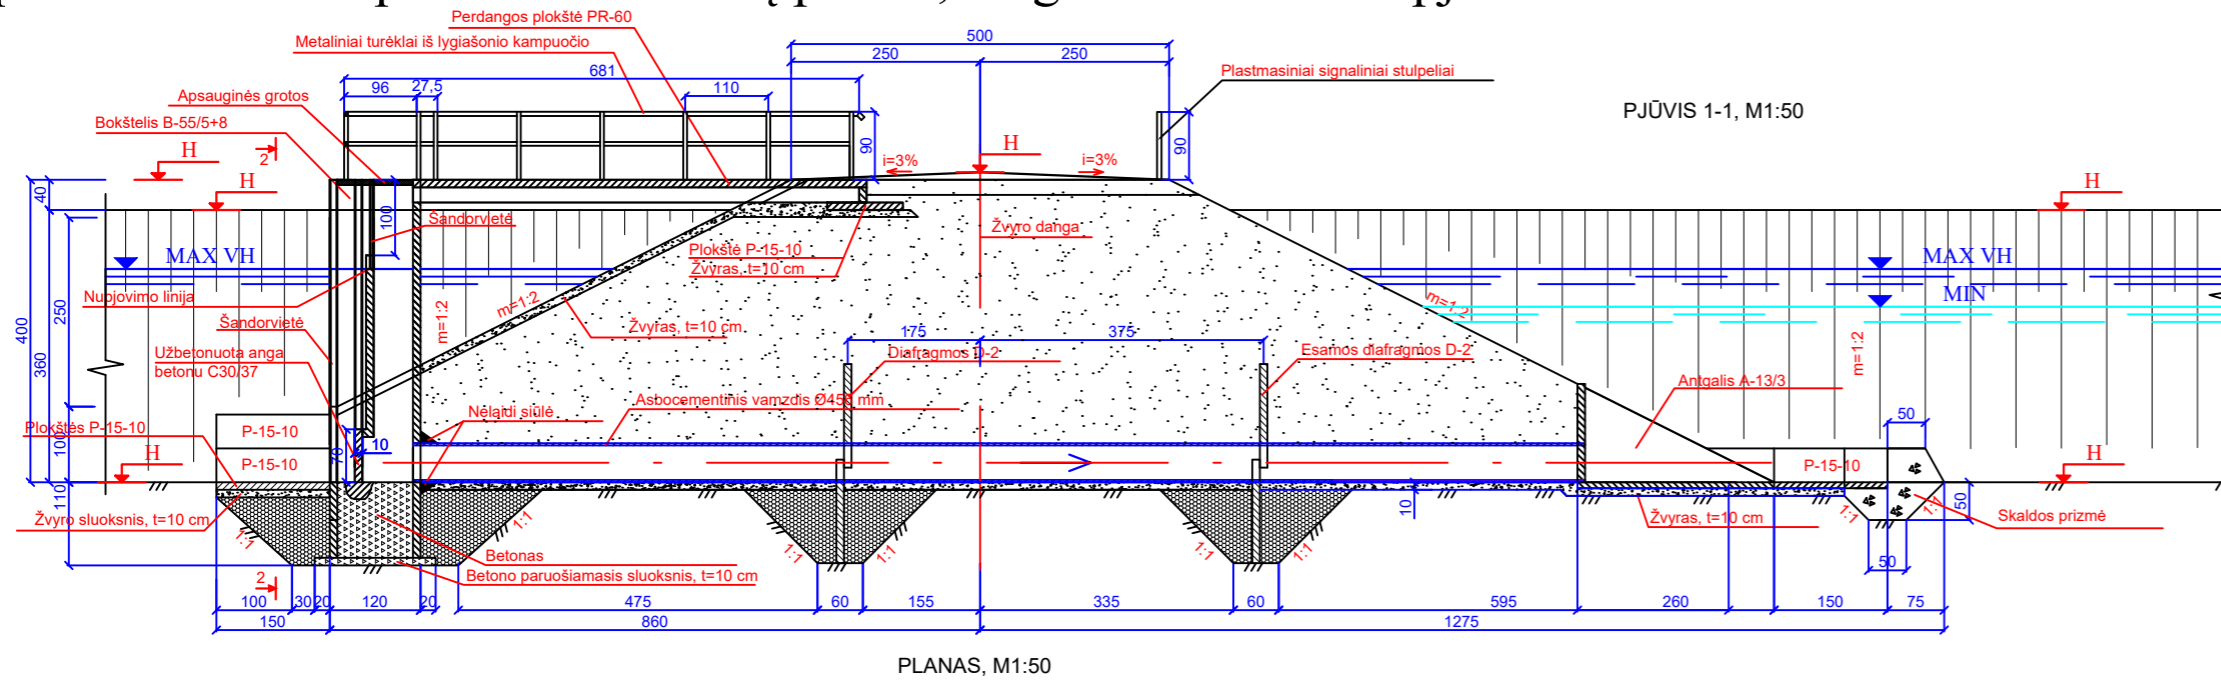 Perdangos plokštė PR-60
Metaliniai turėklai iš lygiašonio kampuočio
500
250
250
681
Plastmasiniai signaliniai stulpeliai
96
27,5
110
Apsauginės grotos
PJŪVIS 1-1, M1:50
Bokštelis B-55/5+8
90
90
H
2
H
i=3%
i=3%
H
H
H
40
100
Šandorvietė
Žvyro danga
Plokštė P-15-10
Žvyras, t=10 cm
MAX VH
MAX VH
MIN
Nuojovimo linija
m=1:2
m=1:2
m=1:2
m=1:2
250
400
360
Šandorvietė
Žvyras, t=10 cm
175
375
Užbetonuota anga
betonu C30/37
Diafragmos D-2
Esamos diafragmos D-2
Antgalis A-13/3
Asbocementinis vamzdis Ø458 mm
Nelaidi siūlė
50
Plokštės P-15-10
P-15-10
10
P-15-10
70
100
H
H
P-15-10
110
10
50
Žvyro sluoksnis, t=10 cm
Žvyras, t=10 cm
Skaldos prizmė
1:1
1:1
1:1
1:1
1:1
1:1
1:1
1:1
Betonas
Betono paruošiamasis sluoksnis, t=10 cm
50
2
100
30
20
120
20
475
60
155
335
60
595
260
150
75
150
860
1275
PLANAS, M1:50